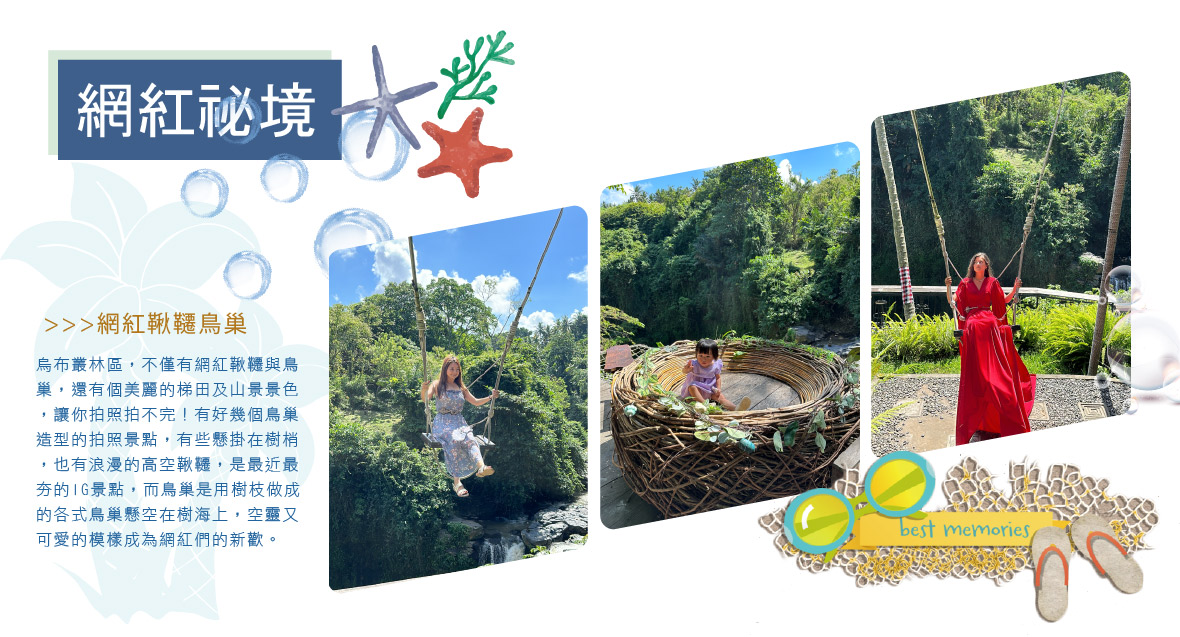 網紅祕境
>>>網紅鞦韆鳥巢
烏布叢林區，不僅有網紅鞦韆與鳥
巢，還有個美麗的梯田及山景景色
，讓你拍照拍不完！有好幾個鳥巢
造型的拍照景點，有些懸掛在樹梢
，也有浪漫的高空鞦韆，是最近最
夯的IG景點，而鳥巢是用樹枝做成
的各式鳥巢懸空在樹海上，空靈又
可愛的模樣成為網紅們的新歡。
best memories